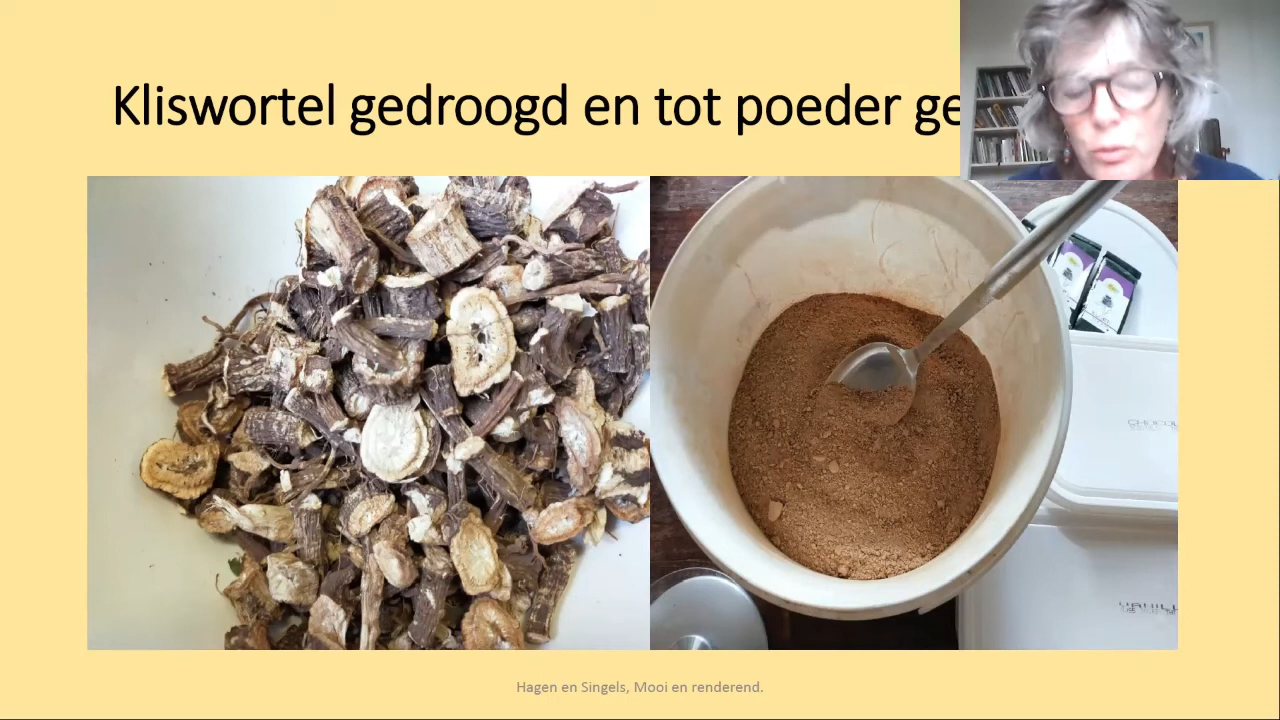 Kliswortel gedroogd en tot poeder ge
Hagen en Singels, Mooi en renderend.